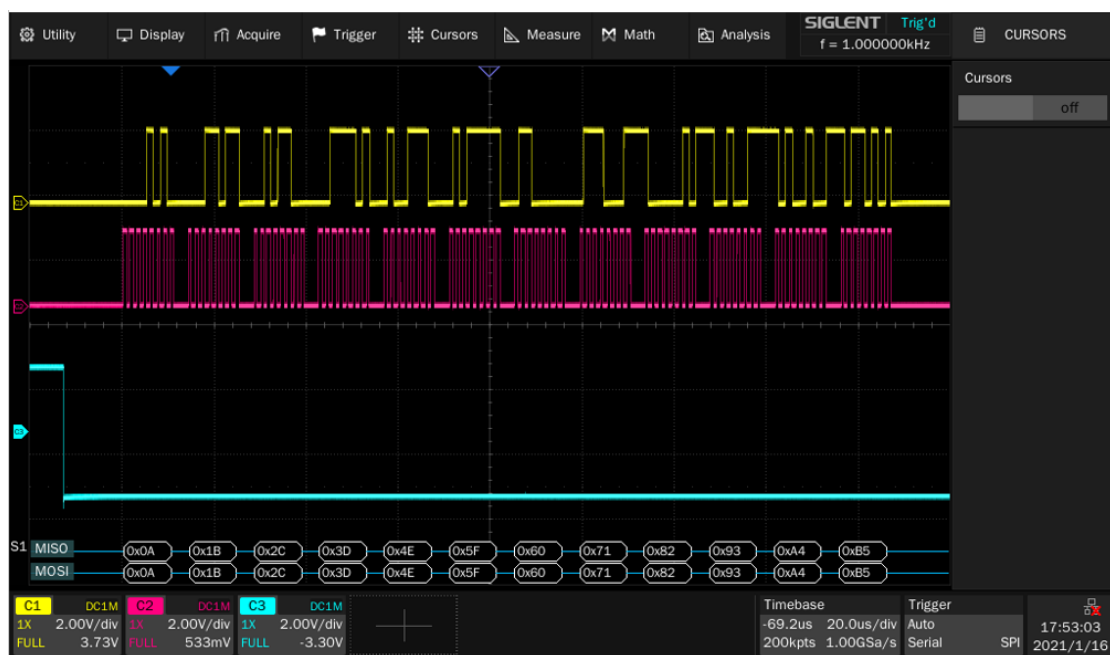 Utility Display Acquire Trigger Cursors Measure Math Analysis SIGLENT Trig'd CURSORS
f = 1.000000kHz
Cursors
off
C1
C2
C3
S1 MISO 0x0A 0x1B 0x2C 0x3D 0x4E 0x5F 0x60 0x71 0x82 0x93 0xA4 0xB5
MOSI 0x0A 0x1B 0x2C 0x3D 0x4E 0x5F 0x60 0x71 0x82 0x93 0xA4 0xB5
C1 DC1M C2 DC1M C3 DC1M Timebase Trigger
1X 2.00V/div 1X 2.00V/div 1X 2.00V/div -69.2us 20.0us/div Auto 17:53:03
FULL 3.73V FULL 533mV FULL -3.30V 200kpts 1.00GSa/s Serial SPI 2021/1/16